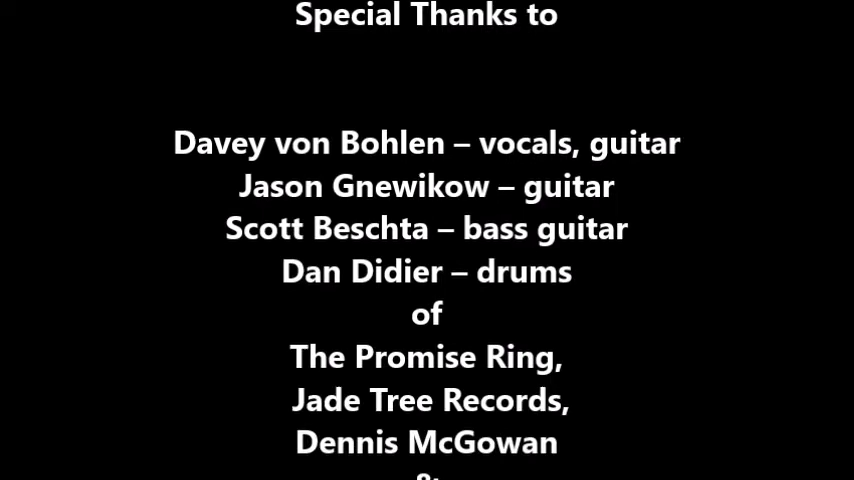 Special Thanks to
Davey von Bohlen – vocals, guitar
Jason Gnewikow – guitar
Scott Beschta – bass guitar
Dan Didier – drums
of
The Promise Ring,
Jade Tree Records,
Dennis McGowan
&